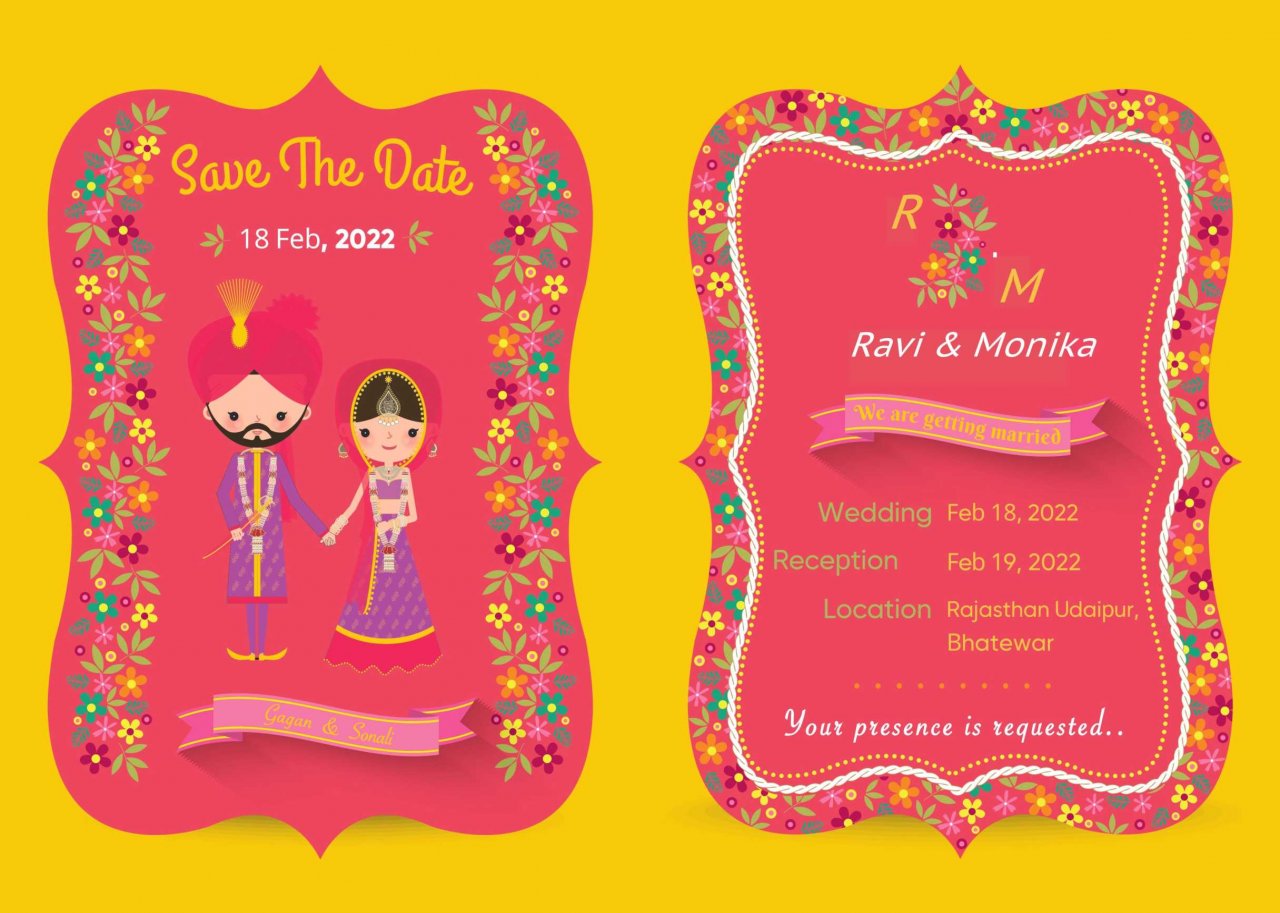 Save The Date
18 Feb, 2022
Gagan & Sonali
R
M
Ravi & Monika
We are getting married
Wedding Feb 18, 2022
Reception Feb 19, 2022
Location Rajasthan Udaipur,
Bhatewar
Your presence is requested..